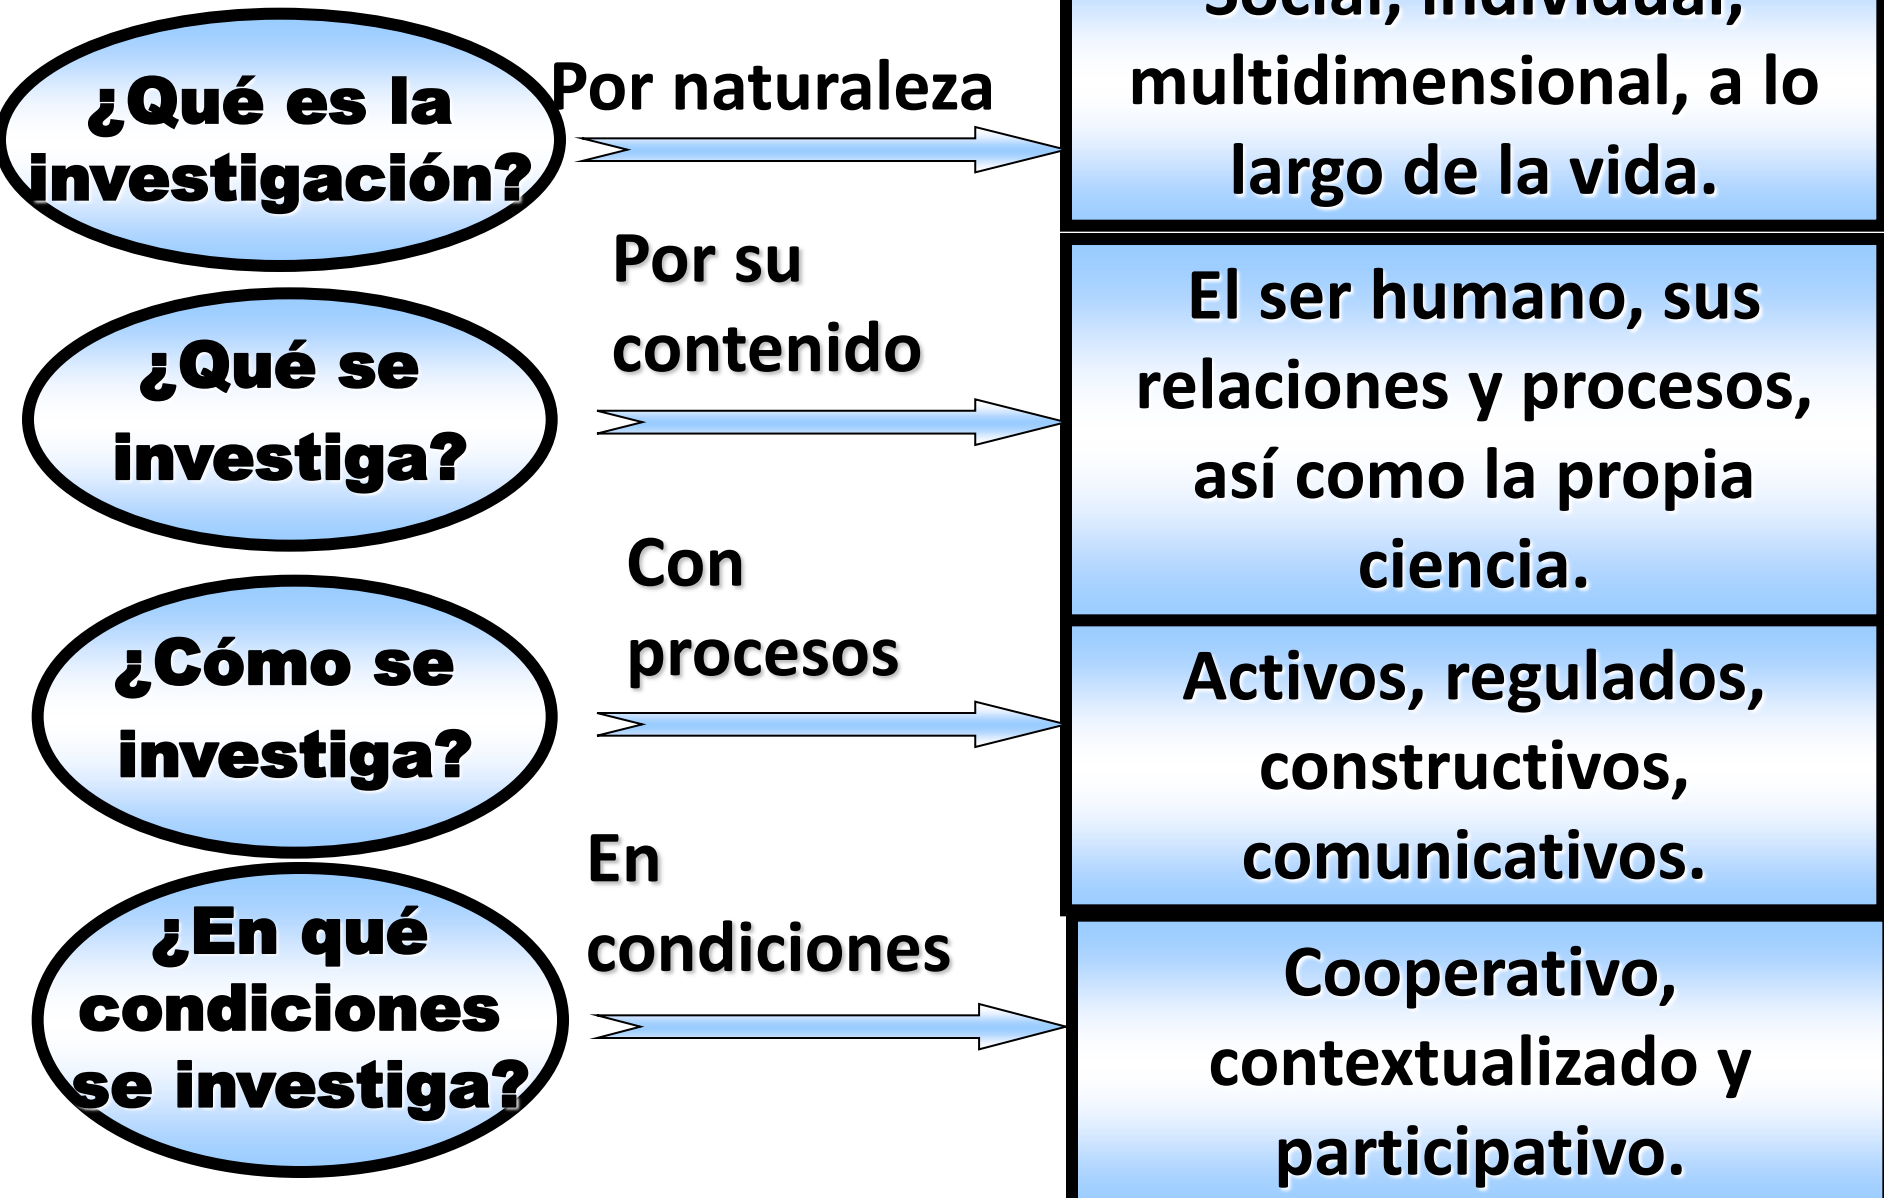 ¿Qué es la
investigación?
Por naturaleza
Social, individual,
multidimensional, a lo
largo de la vida.
¿Qué se
investiga?
Por su
contenido
El ser humano, sus
relaciones y procesos,
así como la propia
ciencia.
¿Cómo se
investiga?
Con
procesos
Activos, regulados,
constructivos,
comunicativos.
¿En qué
condiciones
se investiga?
En
condiciones
Cooperativo,
contextualizado y
participativo.